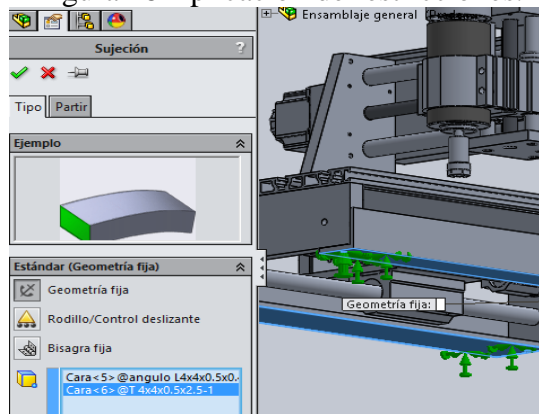 Ensamblaje general
Sujeción
?
Tipo
Partir
Ejemplo
Estándar (Geometría fija)
Geometría fija
Rodillo/Control deslizante
Bisagra fija
Cara<5>@angulo L4x4x0.5x0.
Cara<6>@T 4x4x0.5x2.5-1
Geometría fija: